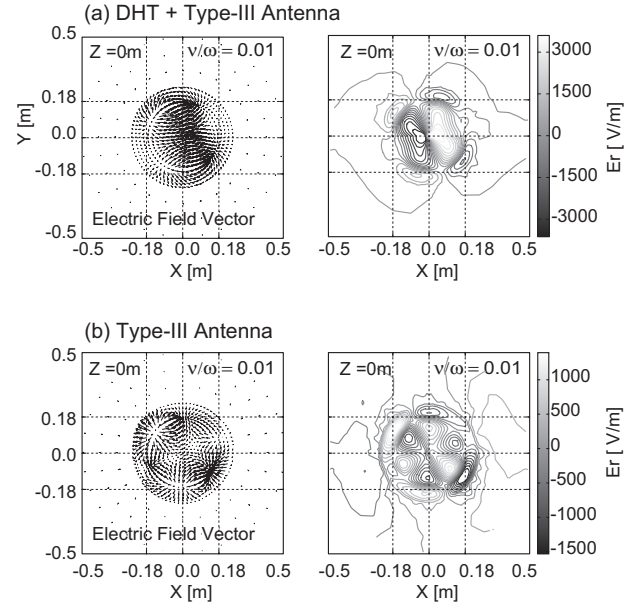 (a) DHT + Type-III Antenna
0.5
Z =0m ν/ω= 0.01
0.18
Y [m]
0.0
-0.18
Electric Field Vector
-0.5
-0.5 -0.18 0.0 0.18 0.5
X [m]
Z =0m ν/ω = 0.01
-0.5 -0.18 0.0 0.18 0.5
X [m]
3000
1500
0
-1500
-3000
Er [ V/m]
(b) Type-III Antenna
0.5
Z =0m ν/ω= 0.01
0.18
Y [m]
0.0
-0.18
Electric Field Vector
-0.5
-0.5 -0.18 0.0 0.18 0.5
X [m]
Z =0m ν/ω = 0.01
-0.5 -0.18 0.0 0.18 0.5
X [m]
1000
500
0
-500
-1000
-1500
Er [ V/m]